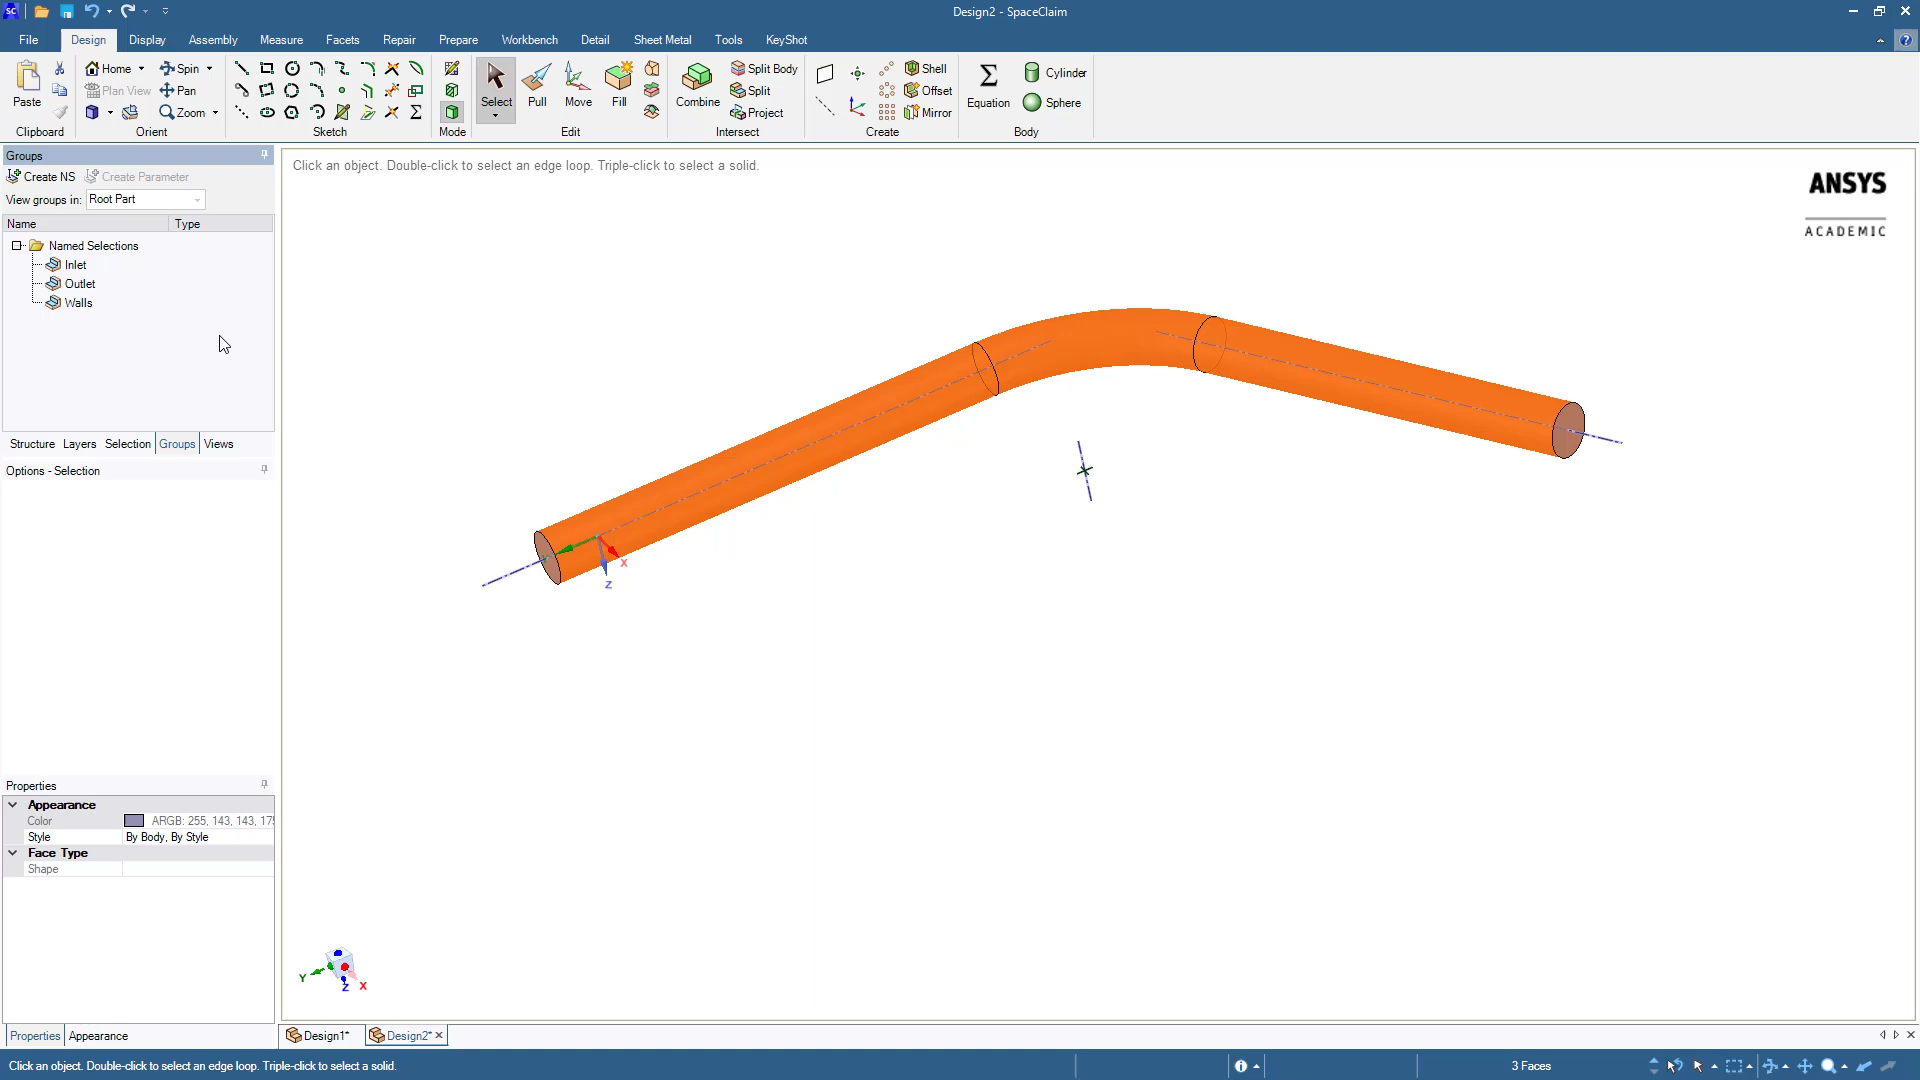 Design2 - SpaceClaim
File Design Display Assembly Measure Facets Repair Prepare Workbench Detail Sheet Metal Tools KeyShot
Paste
Clipboard
Home Spin
Plan View Pan
Zoom
Orient
Sketch
Mode
Select Pull Move Fill
Edit
Combine
Split Body
Split
Project
Intersect
Shell
Offset
Mirror
Create
Equation
Cylinder
Sphere
Body
Groups
Create NS Create Parameter
View groups in: Root Part
Name Type
Named Selections
Inlet
Outlet
Walls
Structure Layers Selection Groups Views
Options - Selection
Properties
Appearance
Color ARGB: 255, 143, 143, 175
Style By Body, By Style
Face Type
Shape
Properties Appearance
Click an object. Double-click to select an edge loop. Triple-click to select a solid.
ANSYS
ACADEMIC
X
Z
Y
Z
X
Design1* Design2*
Click an object. Double-click to select an edge loop. Triple-click to select a solid.
3 Faces